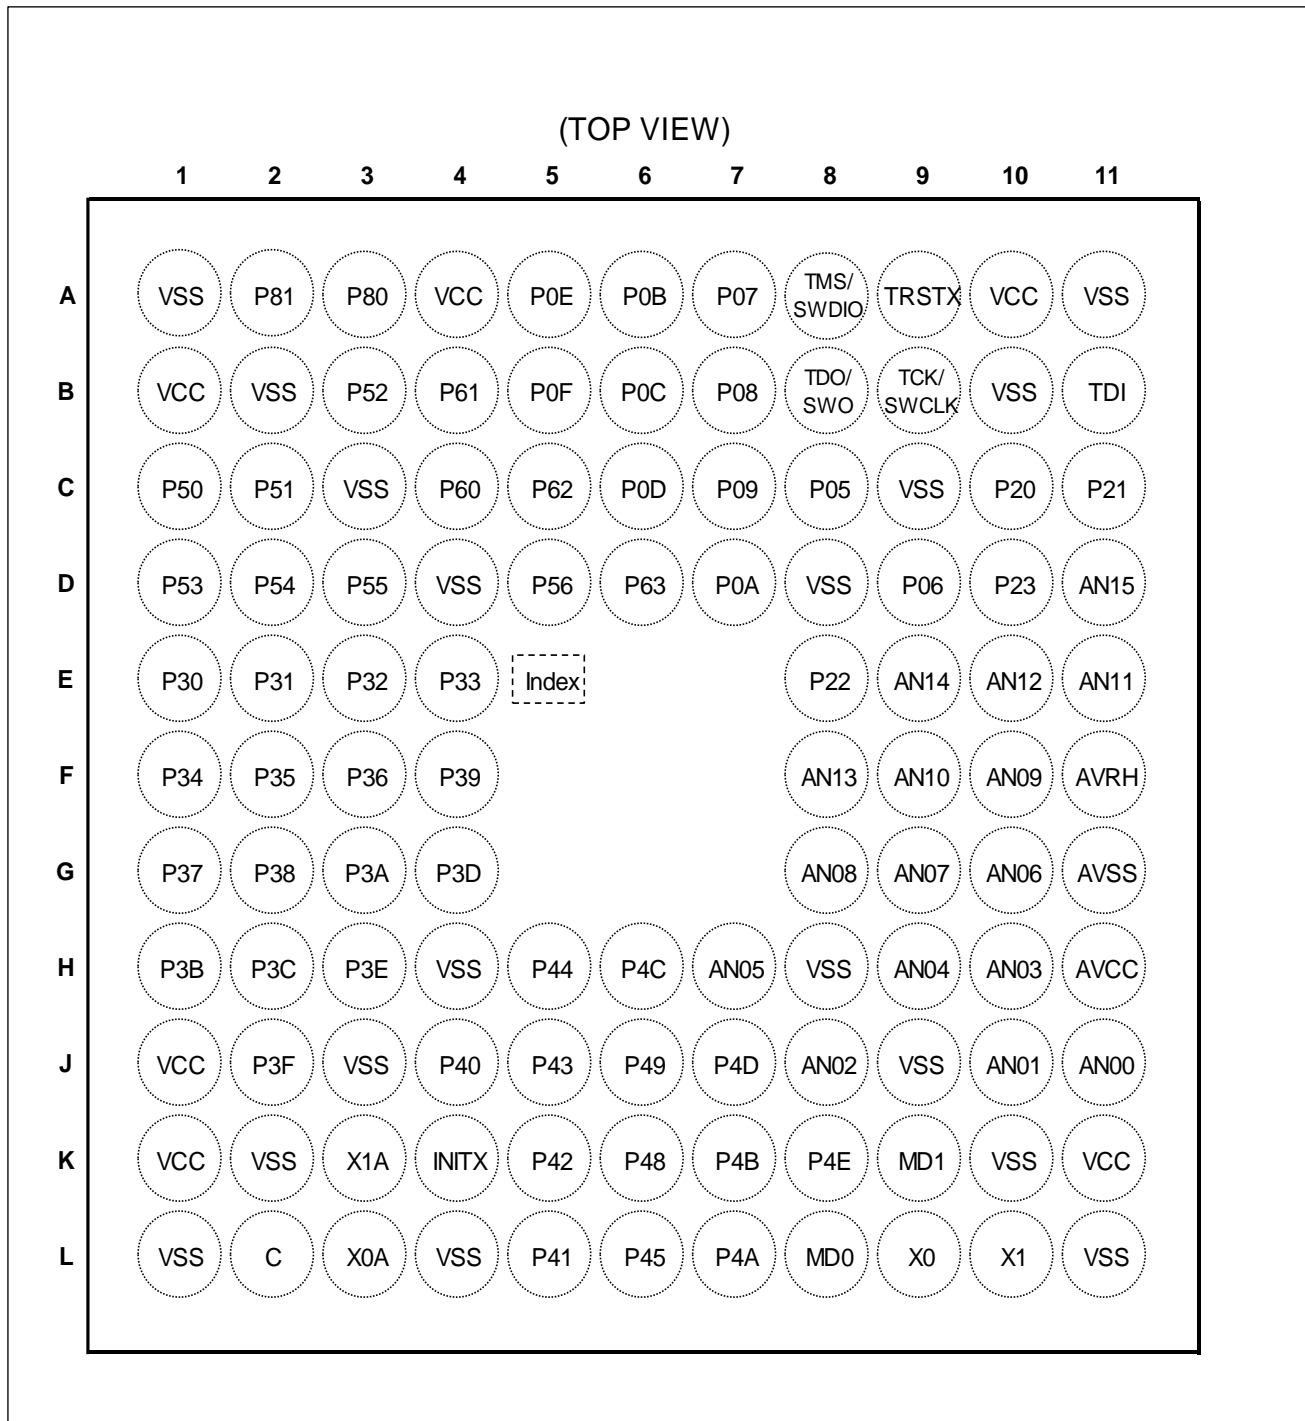 (TOP VIEW)
1 2 3 4 5 6 7 8 9 10 11
A VSS P81 P80 VCC P0E P0B P07 TMS/SWDIO TRSTX VCC VSS
B VCC VSS P52 P61 P0F P0C P08 TDO/SWO TCK/SWCLK VSS TDI
C P50 P51 VSS P60 P62 P0D P09 P05 VSS P20 P21
D P53 P54 P55 VSS P56 P63 P0A VSS P06 P23 AN15
E P30 P31 P32 P33 Index P22 AN14 AN12 AN11
F P34 P35 P36 P39 AN13 AN10 AN09 AVRH
G P37 P38 P3A P3D AN08 AN07 AN06 AVSS
H P3B P3C P3E VSS P44 P4C AN05 VSS AN04 AN03 AVCC
J VCC P3F VSS P40 P43 P49 P4D AN02 VSS AN01 AN00
K VCC VSS X1A INITX P42 P48 P4B P4E MD1 VSS VCC
L VSS C X0A VSS P41 P45 P4A MD0 X0 X1 VSS